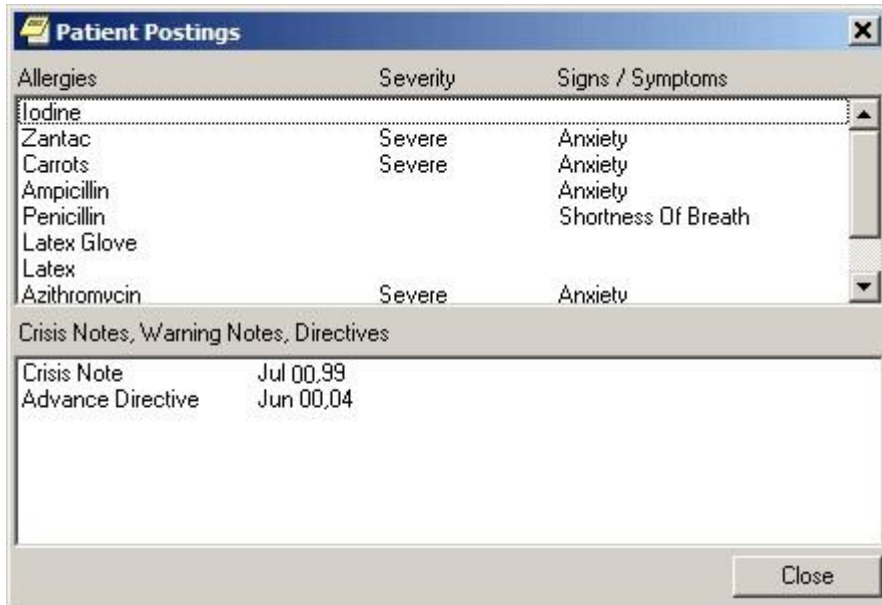 Patient Postings
Allergies Severity Signs / Symptoms
Iodine
Zantac Severe Anxiety
Carrots Severe Anxiety
Ampicillin Anxiety
Penicillin Shortness Of Breath
Latex Glove
Latex
Azithromycin Severe Anxiety
Crisis Notes, Warning Notes, Directives
Crisis Note Jul 00,99
Advance Directive Jun 00,04
Close